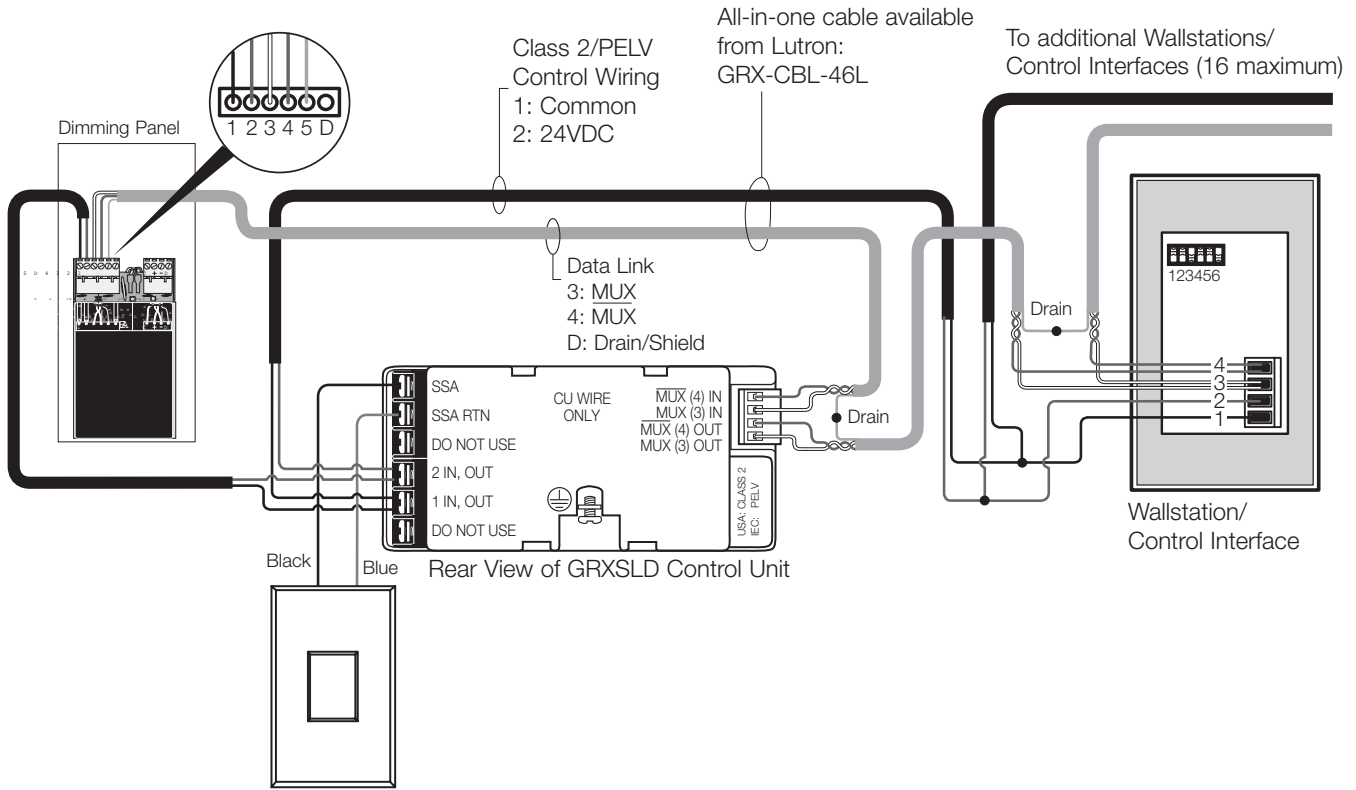 All-in-one cable available
from Lutron:
GRX-CBL-46L
To additional Wallstations/
Control Interfaces (16 maximum)
Class 2/PELV
Control Wiring
1: Common
2: 24VDC
Dimming Panel
1 2 3 4 5 D
Data Link
3: MUX
4: M̅U̅X̅
D: Drain/Shield
123456
Drain
4
3
2
1
Wallstation/
Control Interface
SSA
SSA RTN
DO NOT USE
2 IN, OUT
1 IN, OUT
DO NOT USE
CU WIRE
ONLY
M̅U̅X̅ (4) IN
MUX (3) IN
M̅U̅X̅ (4) OUT
MUX (3) OUT
Drain
USA: CLASS 2
IEC: PELV
Rear View of GRXSLD Control Unit
Black
Blue